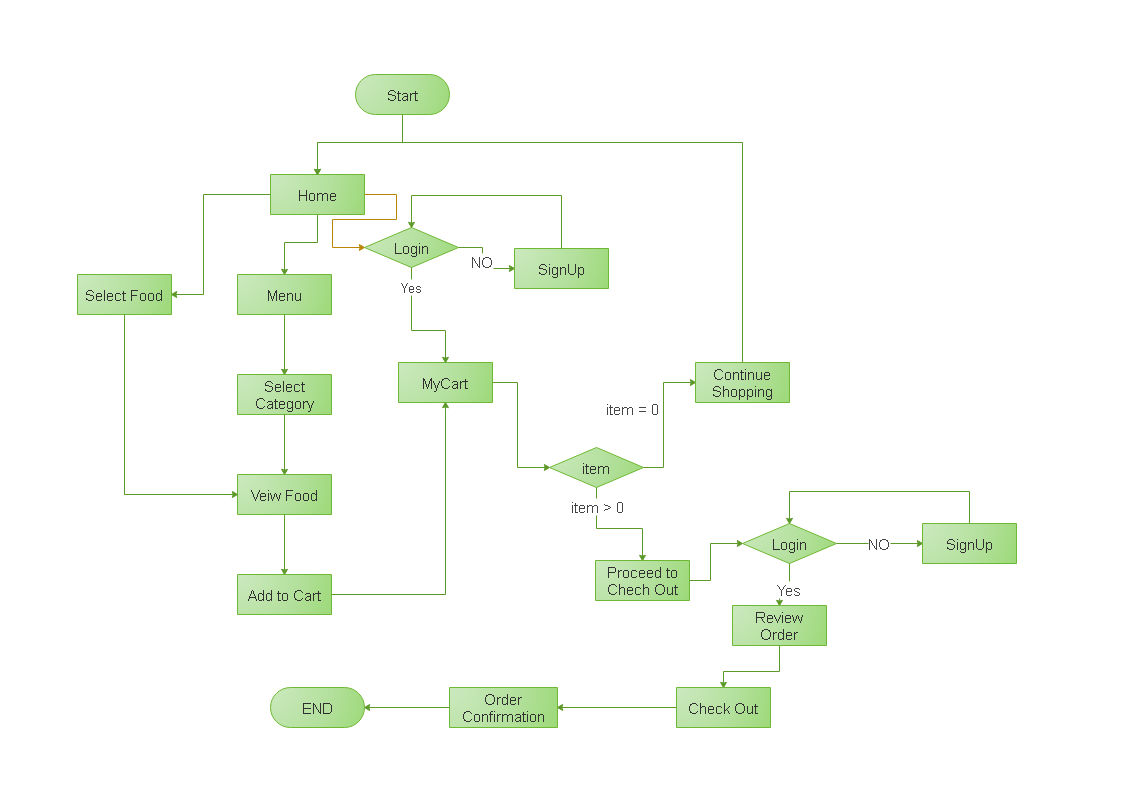 Start
Home
Login
NO
SignUp
Yes
Select Food
Menu
Select
Category
MyCart
Continue
Shopping
item = 0
item
item > 0
Veiw Food
Add to Cart
Proceed to
Chech Out
Login
NO
SignUp
Yes
Review
Order
Check Out
Order
Confirmation
END